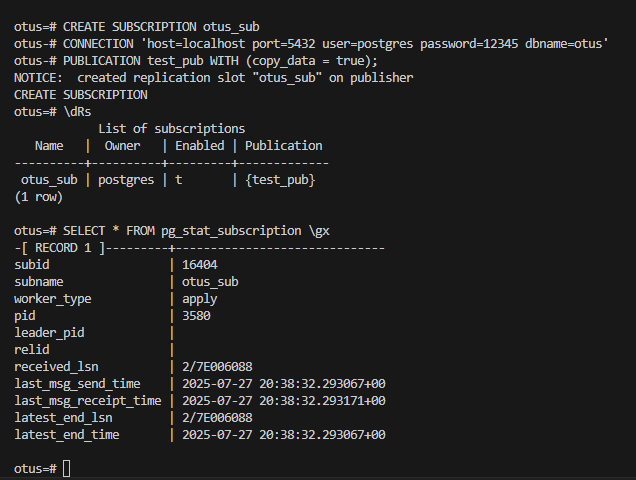 otus=# CREATE SUBSCRIPTION otus_sub
otus-# CONNECTION 'host=localhost port=5432 user=postgres password=12345 dbname=otus'
otus-# PUBLICATION test_pub WITH (copy_data = true);
NOTICE:  created replication slot "otus_sub" on publisher
CREATE SUBSCRIPTION
otus=# \dRs
            List of subscriptions
   Name   |  Owner   | Enabled | Publication
----------+----------+---------+-------------
 otus_sub | postgres | t       | {test_pub}
(1 row)

otus=# SELECT * FROM pg_stat_subscription \gx
-[ RECORD 1 ]---------+------------------------------
subid                 | 16404
subname               | otus_sub
worker_type           | apply
pid                   | 3580
leader_pid            |
relid                 |
received_lsn          | 2/7E006088
last_msg_send_time    | 2025-07-27 20:38:32.293067+00
last_msg_receipt_time | 2025-07-27 20:38:32.293171+00
latest_end_lsn        | 2/7E006088
latest_end_time       | 2025-07-27 20:38:32.293067+00

otus=#